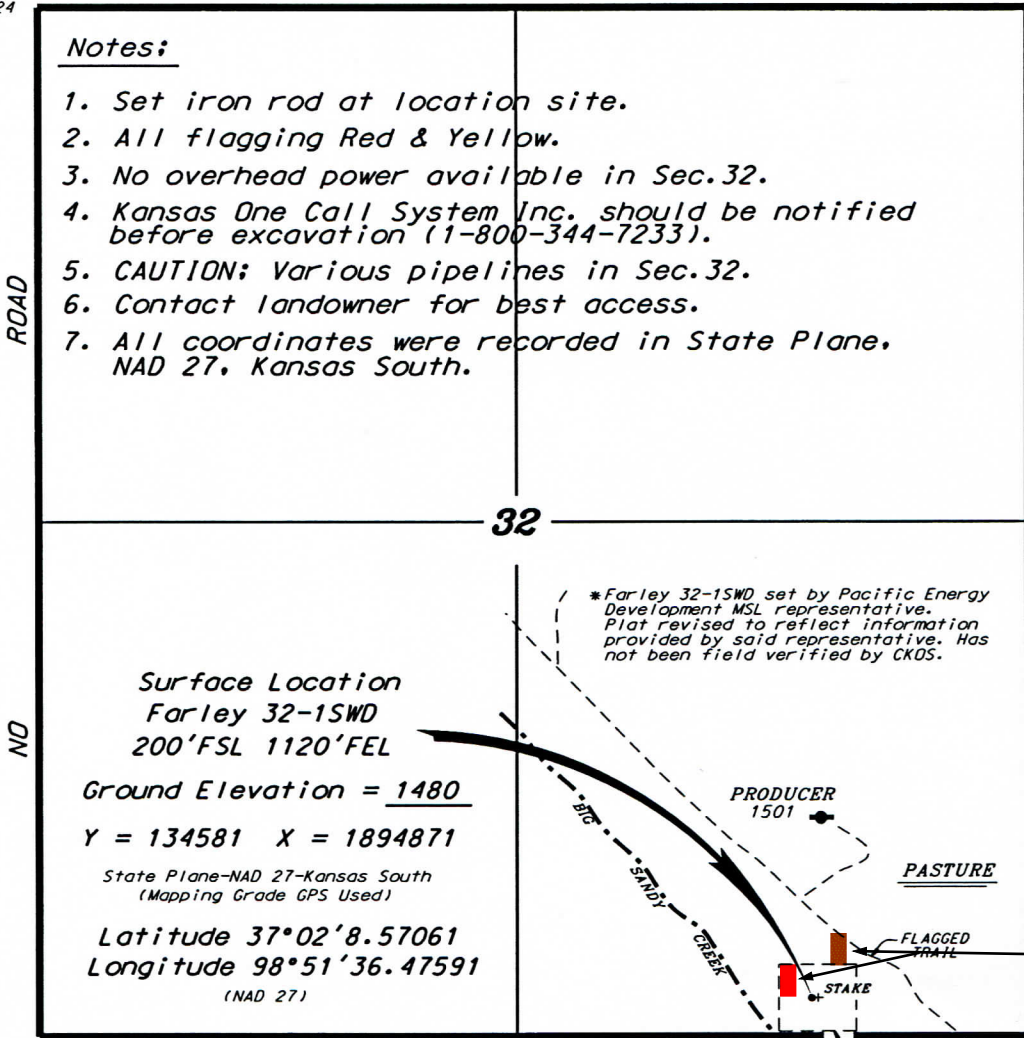 24
Notes:
1. Set iron rod at location site.
2. All flagging Red & Yellow.
3. No overhead power available in Sec.32.
4. Kansas One Call System Inc. should be notified
before excavation (1-800-344-7233).
5. CAUTION: Various pipelines in Sec.32.
6. Contact landowner for best access.
7. All coordinates were recorded in State Plane,
NAD 27, Kansas South.
ROAD
32
*Farley 32-1SWD set by Pacific Energy
Development MSL representative.
Plat revised to reflect information
provided by said representative. Has
not been field verified by CKOS.
Surface Location
Farley 32-1SWD
200'FSL 1120'FEL
NO
Ground Elevation = 1480
Y = 134581 X = 1894871
State Plane-NAD 27-Kansas South
(Mapping Grade GPS Used)
Latitude 37°02'8.57061
Longitude 98°51'36.47591
(NAD 27)
BIG
SANDY
CREEK
PRODUCER
1501
PASTURE
FLAGGED
TRAIL
STAKE